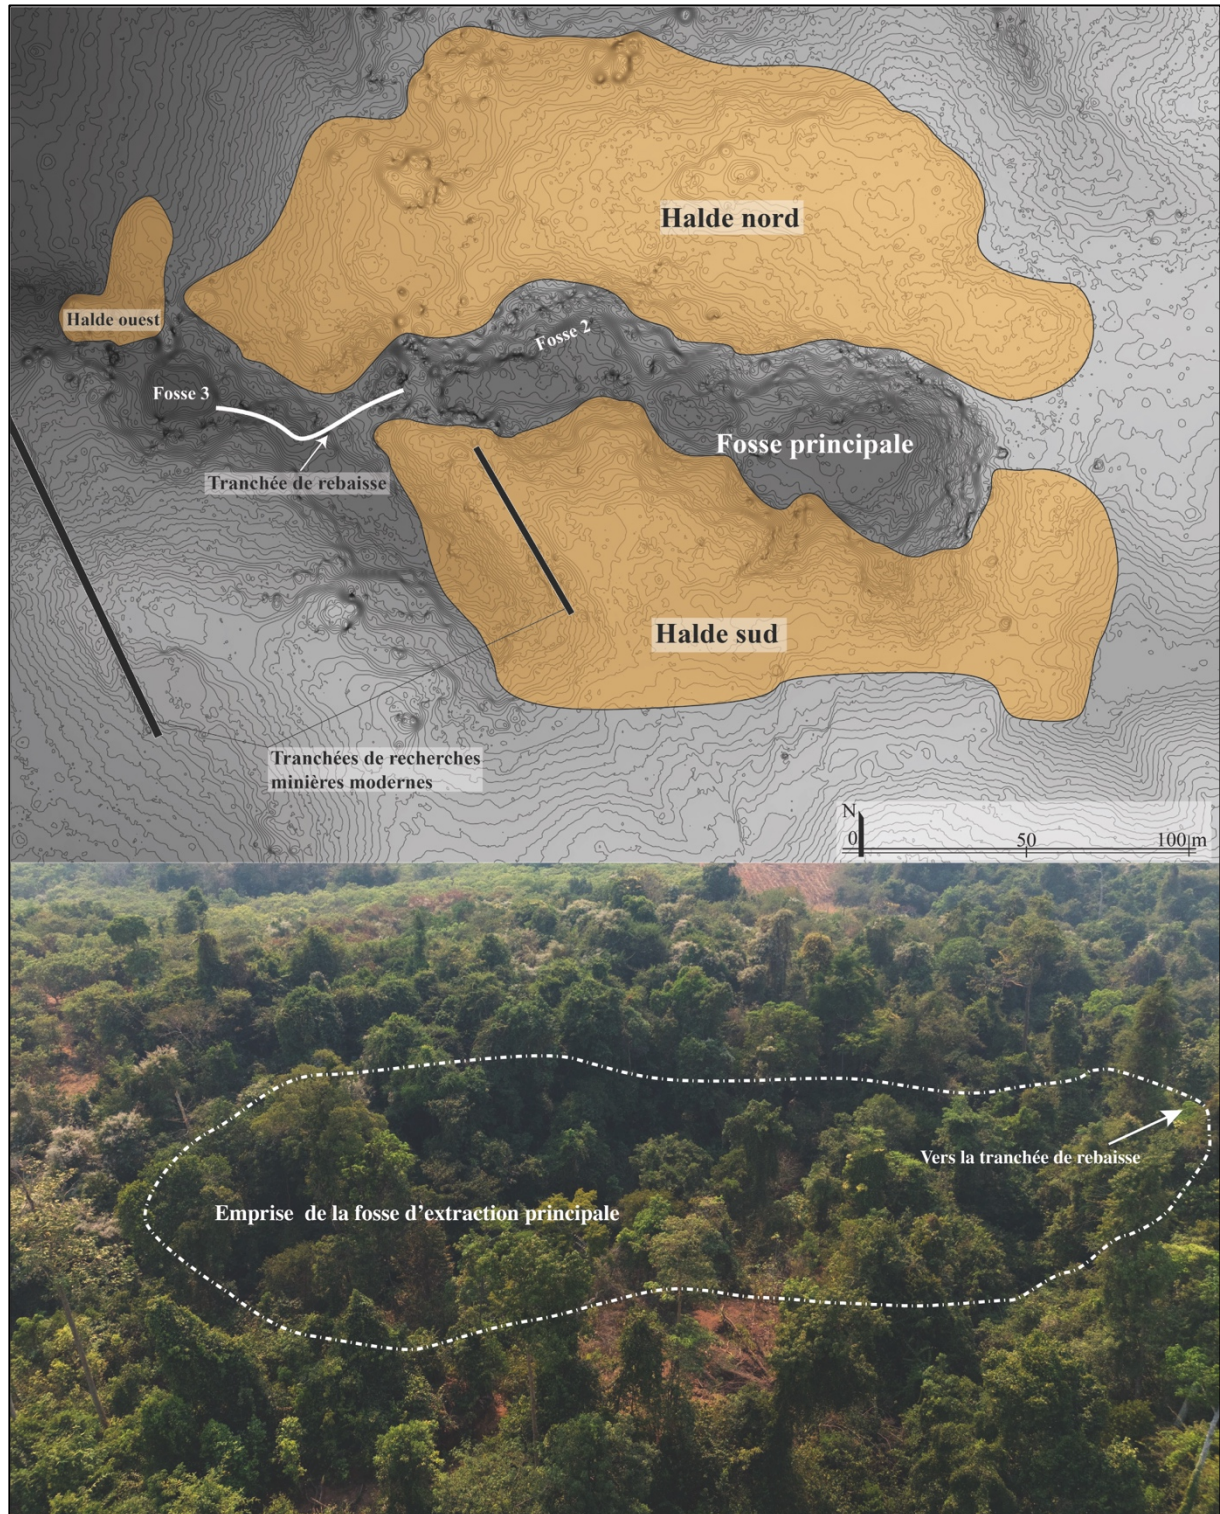 Halde nord
Halde ouest
Fosse 2
Fosse 3
Fosse principale
Tranchée de rebaisse
Halde sud
Tranchées de recherches
minières modernes
N
0 50 100 m
Vers la tranchée de rebaisse
Emprise de la fosse d'extraction principale